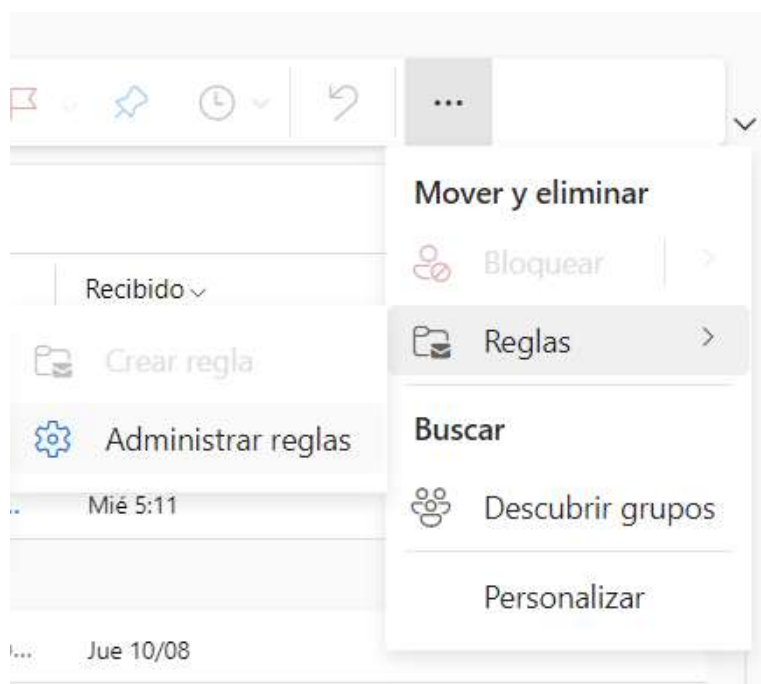 ...
Mover y eliminar
Bloquear
Recibido
Reglas
Crear regla
Administrar reglas
Buscar
Mié 5:11
Descubrir grupos
Personalizar
... Jue 10/08